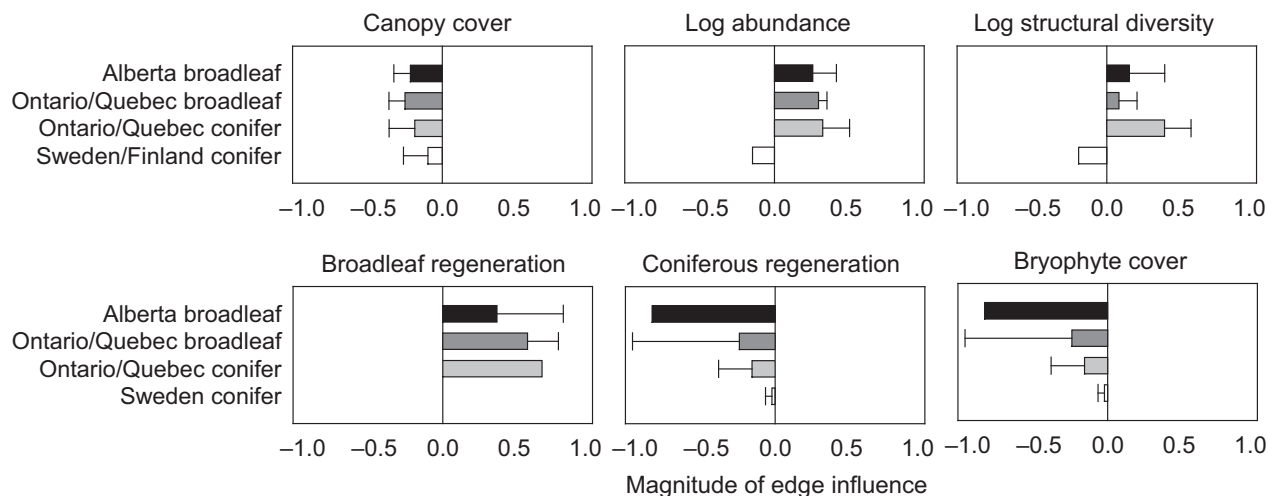 Canopy cover
Log abundance
Log structural diversity
Alberta broadleaf
Ontario/Quebec broadleaf
Ontario/Quebec conifer
Sweden/Finland conifer
–1.0 –0.5 0.0 0.5 1.0
–1.0 –0.5 0.0 0.5 1.0
–1.0 –0.5 0.0 0.5 1.0
Broadleaf regeneration
Coniferous regeneration
Bryophyte cover
Alberta broadleaf
Ontario/Quebec broadleaf
Ontario/Quebec conifer
Sweden conifer
–1.0 –0.5 0.0 0.5 1.0
–1.0 –0.5 0.0 0.5 1.0
–1.0 –0.5 0.0 0.5 1.0
Magnitude of edge influence